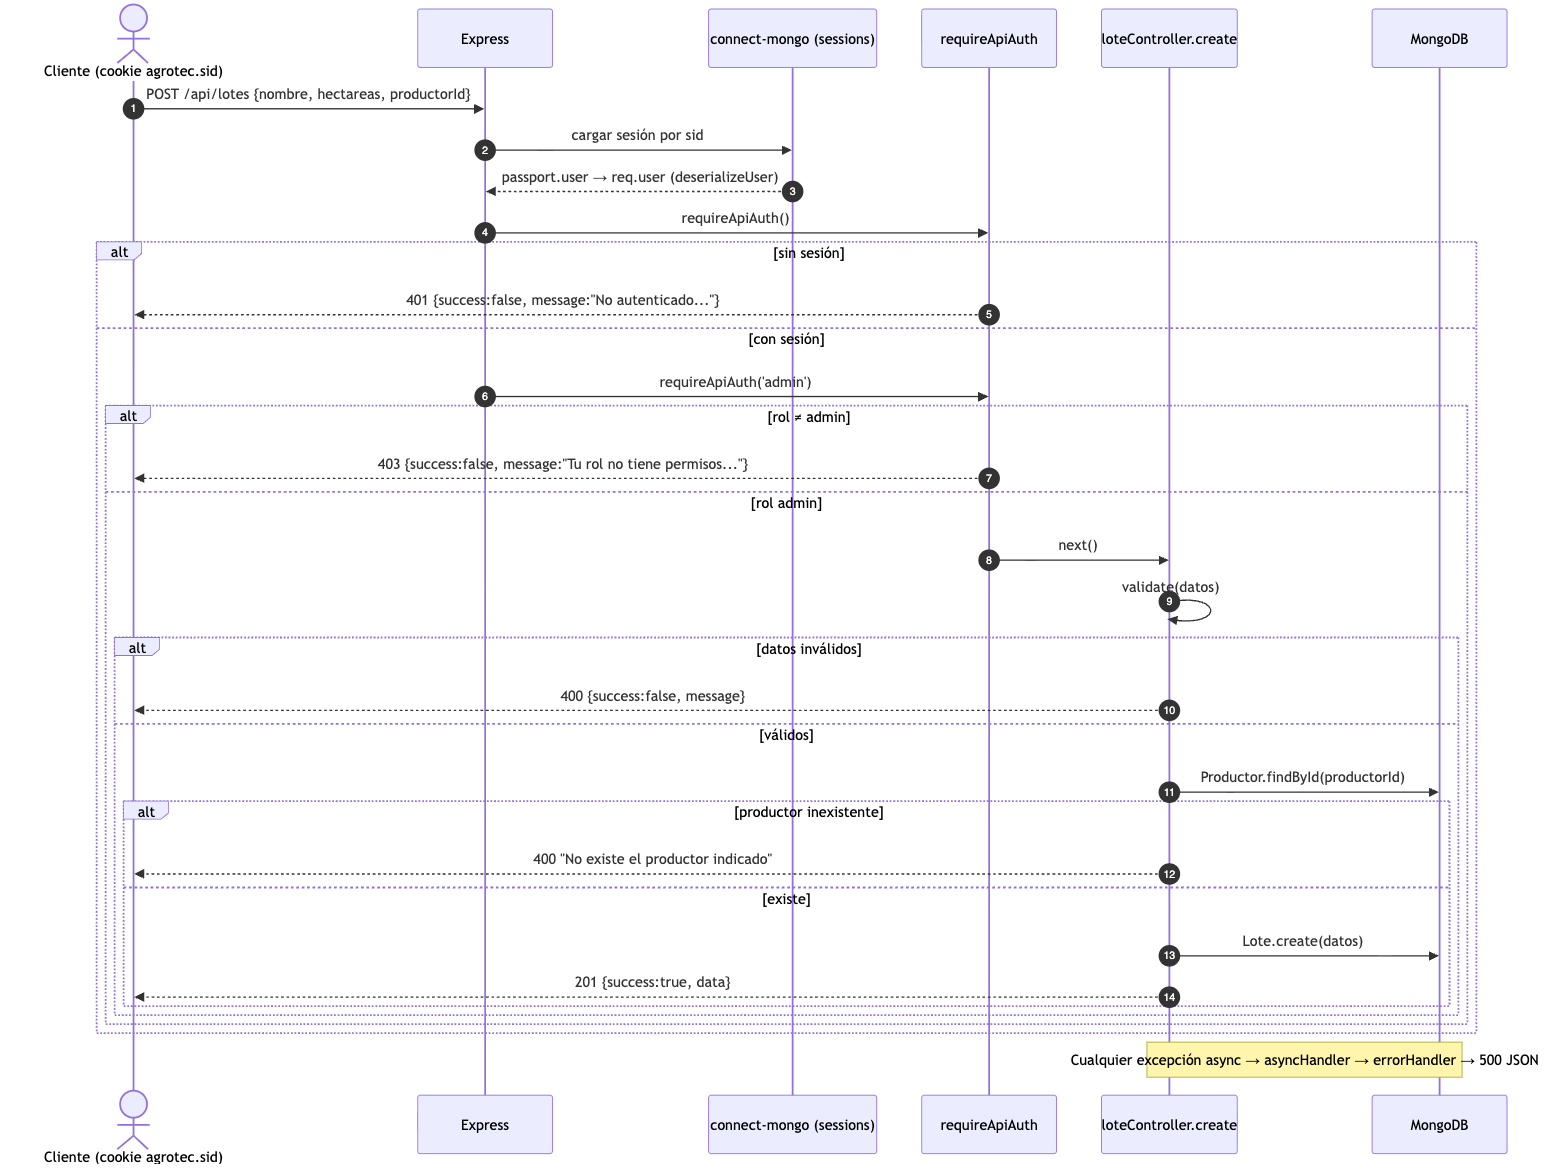 Cliente (cookie agrotec.sid)
Express
connect-mongo (sessions)
requireApiAuth
loteController.create
MongoDB
1
POST /api/lotes {nombre, hectareas, productorId}
2
cargar sesión por sid
passport.user → req.user (deserializeUser)
3
4
requireApiAuth()
alt
[sin sesión]
401 {success:false, message:"No autenticado..."}
5
[con sesión]
6
requireApiAuth('admin')
alt
[rol ≠ admin]
403 {success:false, message:"Tu rol no tiene permisos..."}
7
[rol admin]
8
next()
validate(datos)
9
alt
[datos inválidos]
400 {success:false, message}
10
[válidos]
11
Productor.findById(productorId)
alt
[productor inexistente]
400 "No existe el productor indicado"
12
[existe]
13
Lote.create(datos)
201 {success:true, data}
14
Cualquier excepción async → asyncHandler → errorHandler → 500 JSON
Cliente (cookie agrotec.sid)
Express
connect-mongo (sessions)
requireApiAuth
loteController.create
MongoDB